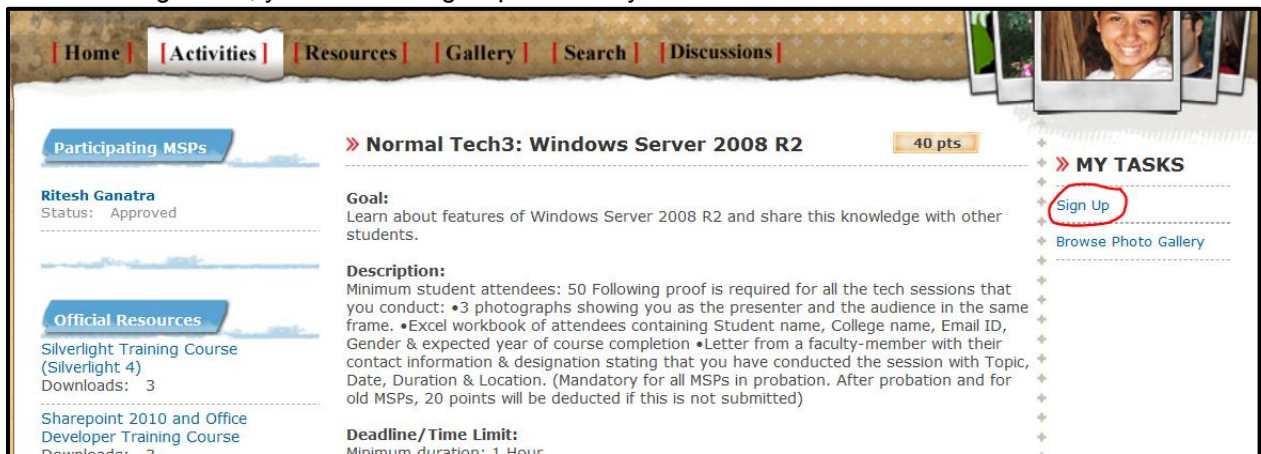 [Home] [Activities] [Resources] [Gallery] [Search] [Discussions]
Participating MSPs
Ritesh Ganatra
Status: Approved
Official Resources
Silverlight Training Course
(Silverlight 4)
Downloads: 3
Sharepoint 2010 and Office
Developer Training Course
» Normal Tech3: Windows Server 2008 R2
40 pts
Goal:
Learn about features of Windows Server 2008 R2 and share this knowledge with other
students.
Description:
Minimum student attendees: 50 Following proof is required for all the tech sessions that
you conduct: •3 photographs showing you as the presenter and the audience in the same
frame. •Excel workbook of attendees containing Student name, College name, Email ID,
Gender & expected year of course completion •Letter from a faculty-member with their
contact information & designation stating that you have conducted the session with Topic,
Date, Duration & Location. (Mandatory for all MSPs in probation. After probation and for
old MSPs, 20 points will be deducted if this is not submitted)
Deadline/Time Limit:
Minimum duration: 1 Hour
» MY TASKS
Sign Up
Browse Photo Gallery